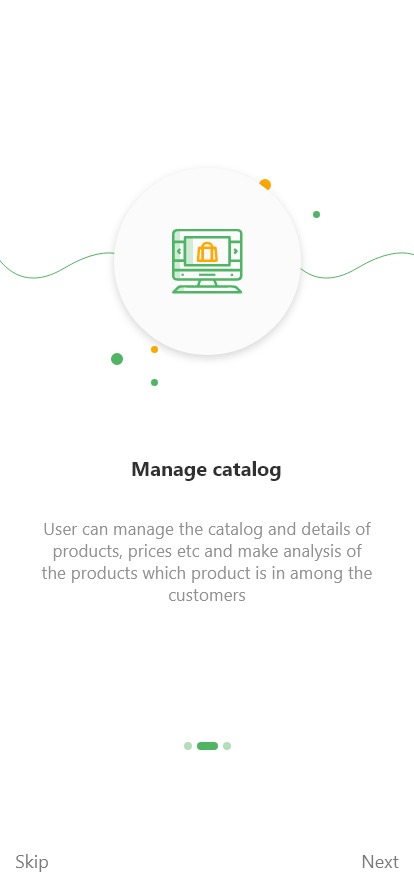 Manage catalog
User can manage the catalog and details of
products, prices etc and make analysis of
the products which product is in among the
customers
Skip
Next